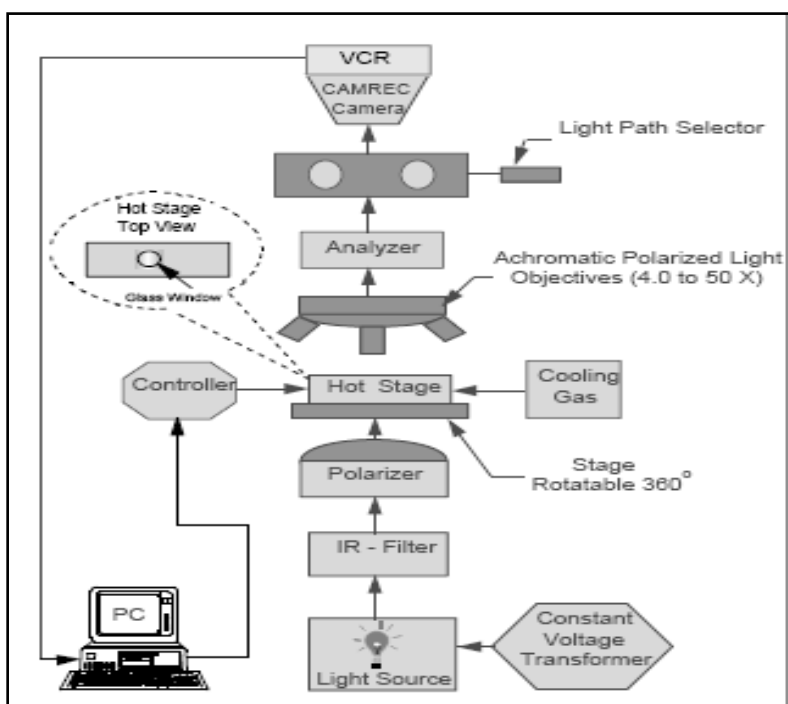 VCR
CAMREC
Camera
Light Path Selector
Hot Stage
Top View
Glass Window
Analyzer
Achromatic Polarized Light
Objectives (4.0 to 50 X)
Controller
Hot Stage
Cooling
Gas
Polarizer
Stage
Rotatable 360°
IR - Filter
PC
Light Source
Constant
Voltage
Transformer